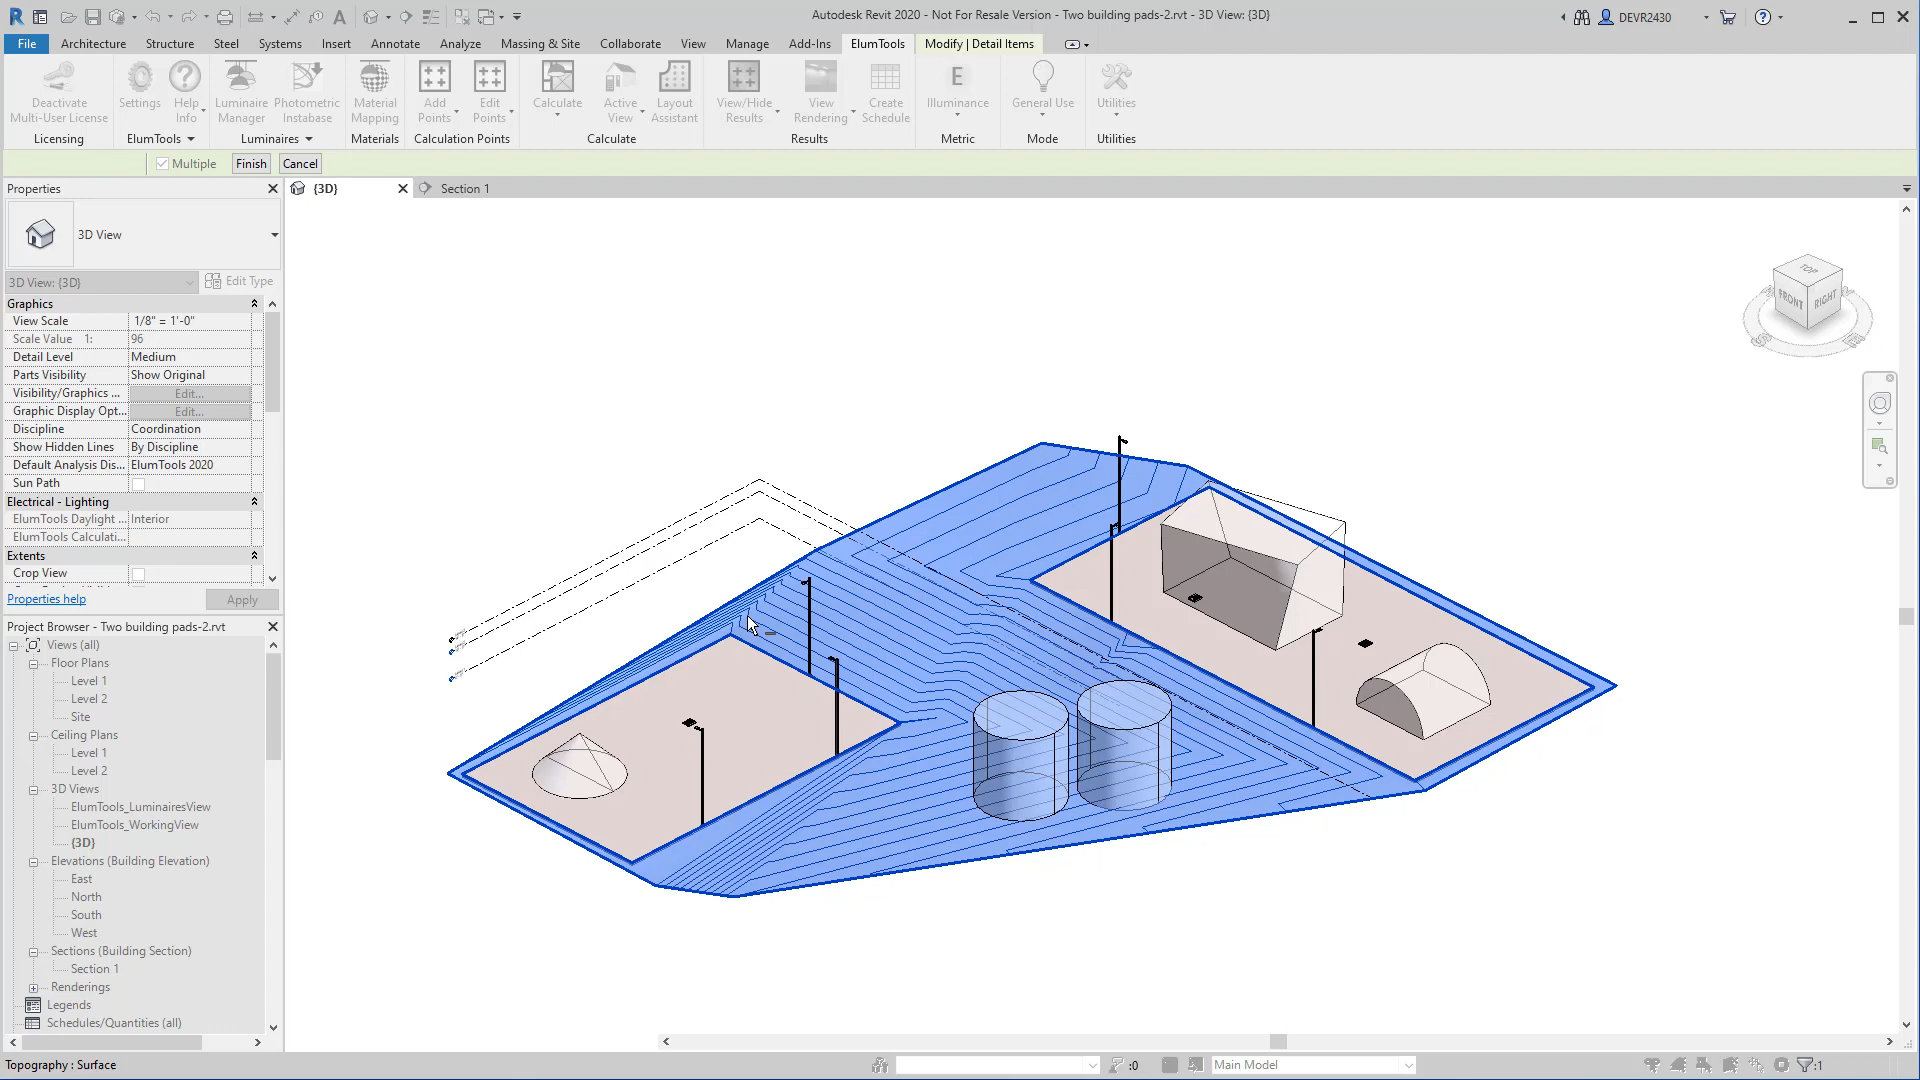 Autodesk Revit 2020 - Not For Resale Version - Two building pads-2.rvt - 3D View: {3D}
DEVR2430
File Architecture Structure Steel Systems Insert Annotate Analyze Massing & Site Collaborate View Manage Add-Ins ElumTools Modify | Detail Items
Deactivate
Multi-User License
Settings
Help
Info
Luminaire
Manager
Photometric
Instabase
Material
Mapping
Add
Points
Edit
Points
Calculate
Active
View
Layout
Assistant
View/Hide
Results
View
Rendering
Create
Schedule
E
Illuminance
General Use
Utilities
Licensing ElumTools Luminaires Materials Calculation Points Calculate Results Metric Mode Utilities
Multiple Finish Cancel
Properties
{3D}
Section 1
3D View
3D View: {3D}
Edit Type
Graphics
View Scale 1/8" = 1'-0"
Scale Value 1: 96
Detail Level Medium
Parts Visibility Show Original
Visibility/Graphics ... Edit...
Graphic Display Opt... Edit...
Discipline Coordination
Show Hidden Lines By Discipline
Default Analysis Dis... ElumTools 2020
Sun Path
Electrical - Lighting
ElumTools Daylight ... Interior
ElumTools Calculati...
Extents
Crop View
Properties help
Apply
TOP
FRONT
RIGHT
Project Browser - Two building pads-2.rvt
Views (all)
Floor Plans
Level 1
Level 2
Site
Ceiling Plans
Level 1
Level 2
3D Views
ElumTools_LuminairesView
ElumTools_WorkingView
{3D}
Elevations (Building Elevation)
East
North
South
West
Sections (Building Section)
Section 1
Renderings
Legends
Schedules/Quantities (all)
Topography : Surface
:0
Main Model
:1